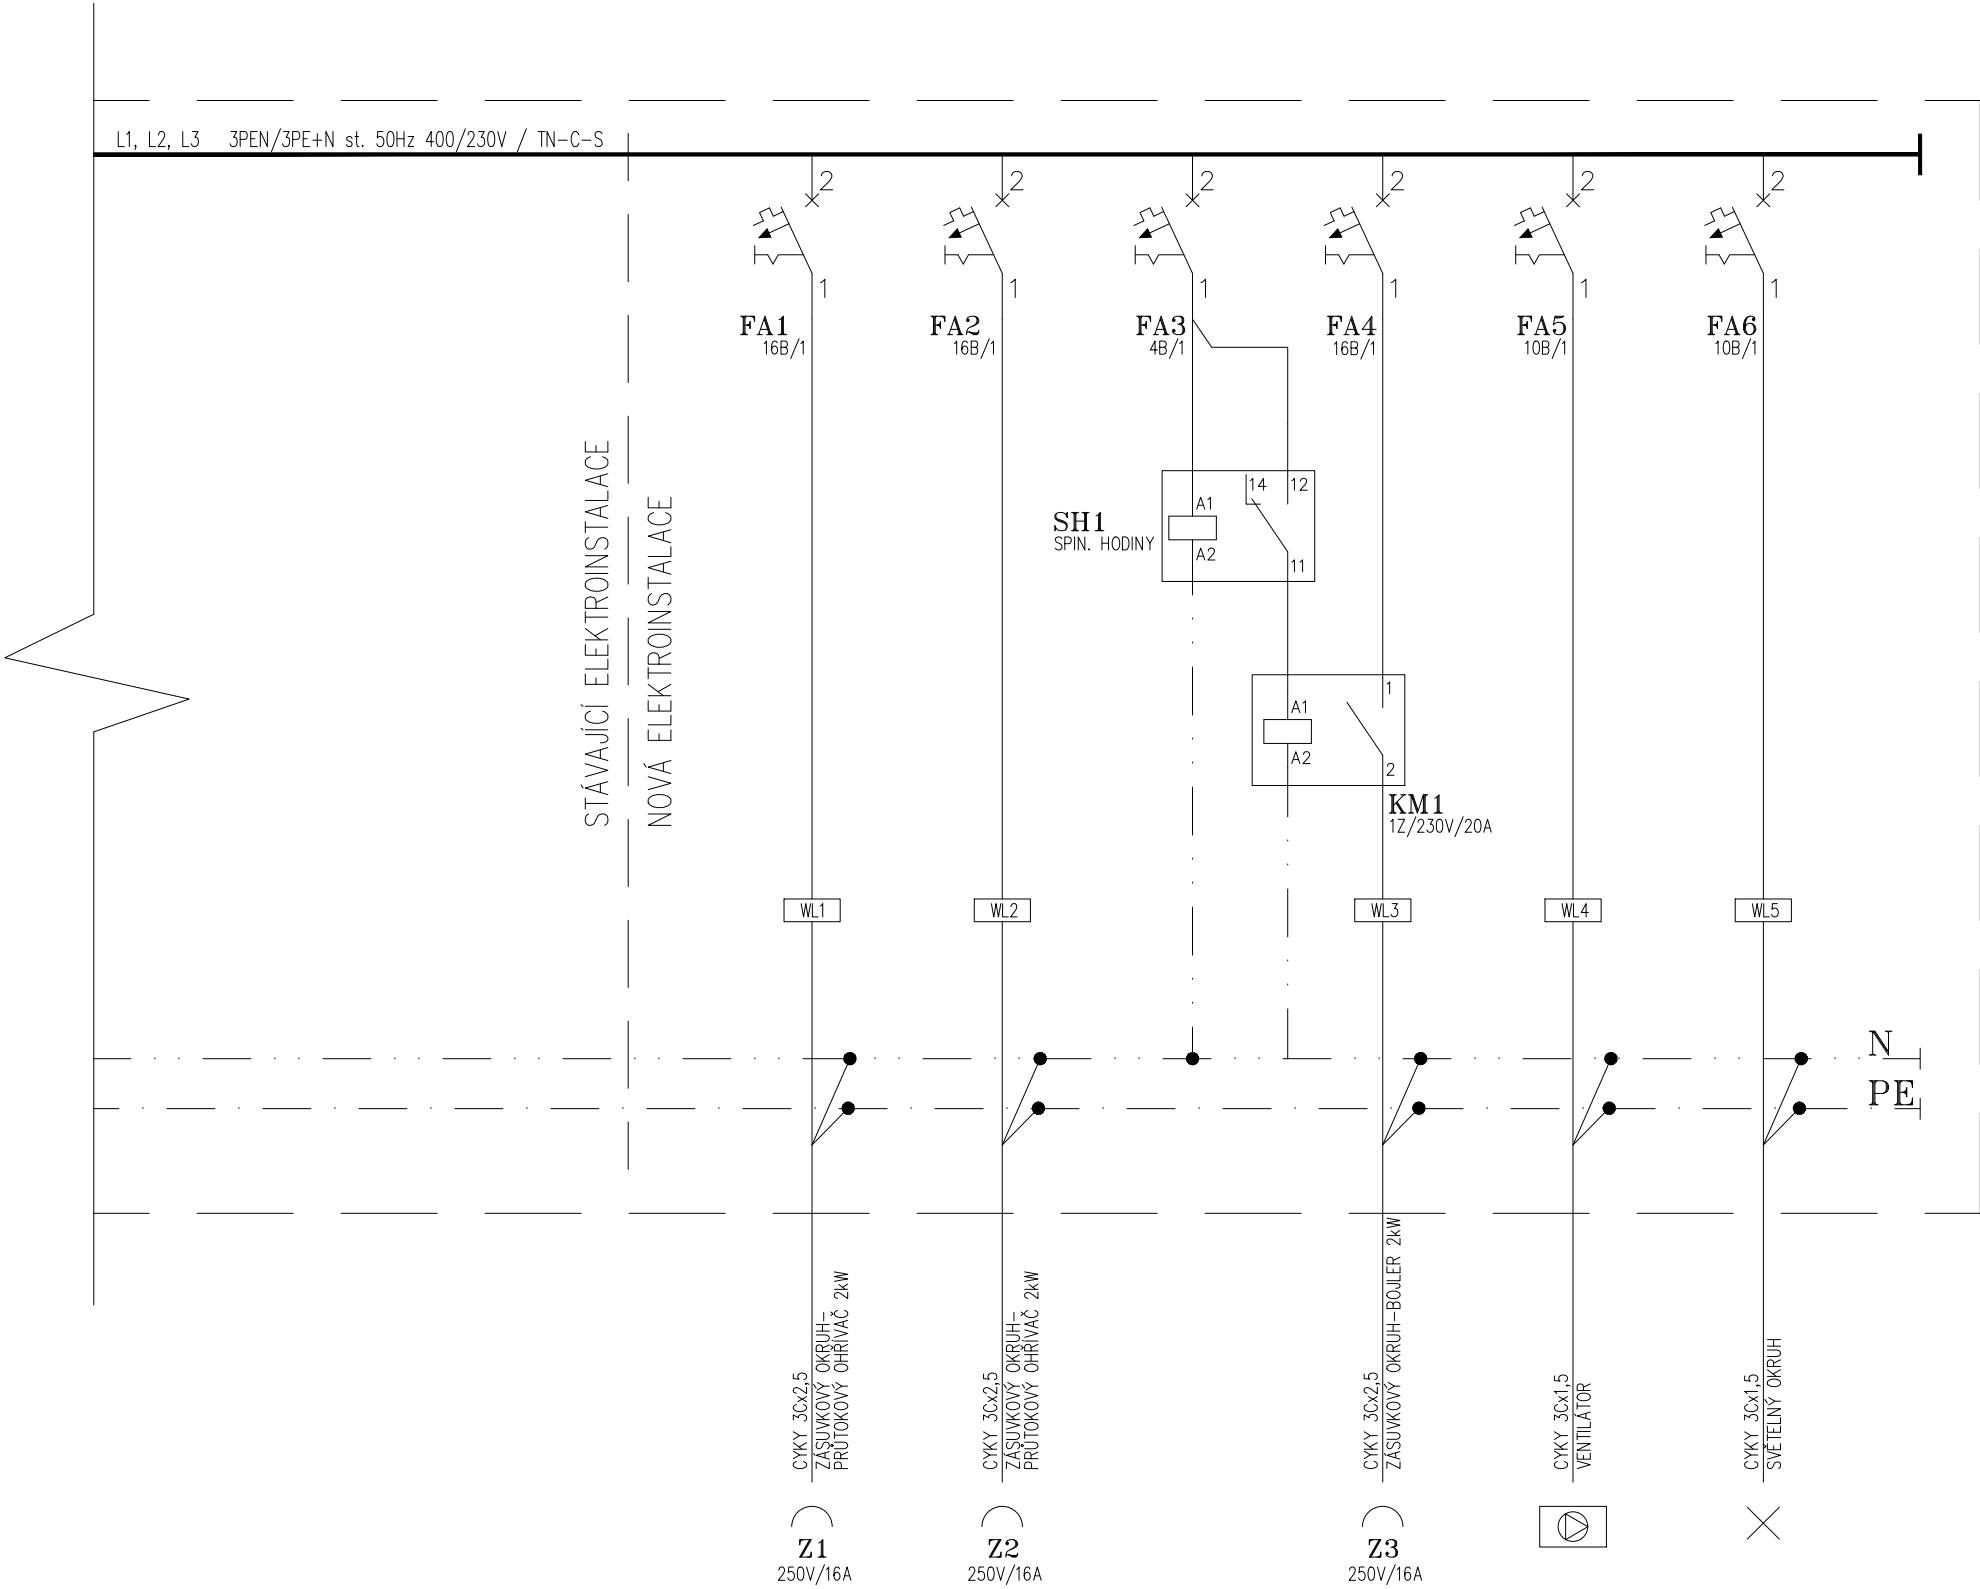 L1, L2, L3 3PEN/3PE+N st. 50Hz 400/230V / TN-C-S
2 2 2 2 2 2
1 1 1 1 1 1
FA1
16B/1
FA2
16B/1
FA3
4B/1
FA4
16B/1
FA5
10B/1
FA6
10B/1
STÁVAJÍCÍ ELEKTROINSTALACE
NOVÁ ELEKTROINSTALACE
SH1
SPIN. HODINY
14 12
A1
A2
11
1
A1
A2
2
KM1
1Z/230V/20A
WL1 WL2 WL3 WL4 WL5
N
PE
CYKY 3Cx2,5
ZÁSUVKOVÝ OKRUH-
PRŮTOKOVÝ OHŘÍVAČ 2kW
CYKY 3Cx2,5
ZÁSUVKOVÝ OKRUH-
PRŮTOKOVÝ OHŘÍVAČ 2kW
CYKY 3Cx2,5
ZÁSUVKOVÝ OKRUH-BOJLER 2kW
CYKY 3Cx1,5
VENTILÁTOR
CYKY 3Cx1,5
SVĚTELNÝ OKRUH
Z1
250V/16A
Z2
250V/16A
Z3
250V/16A